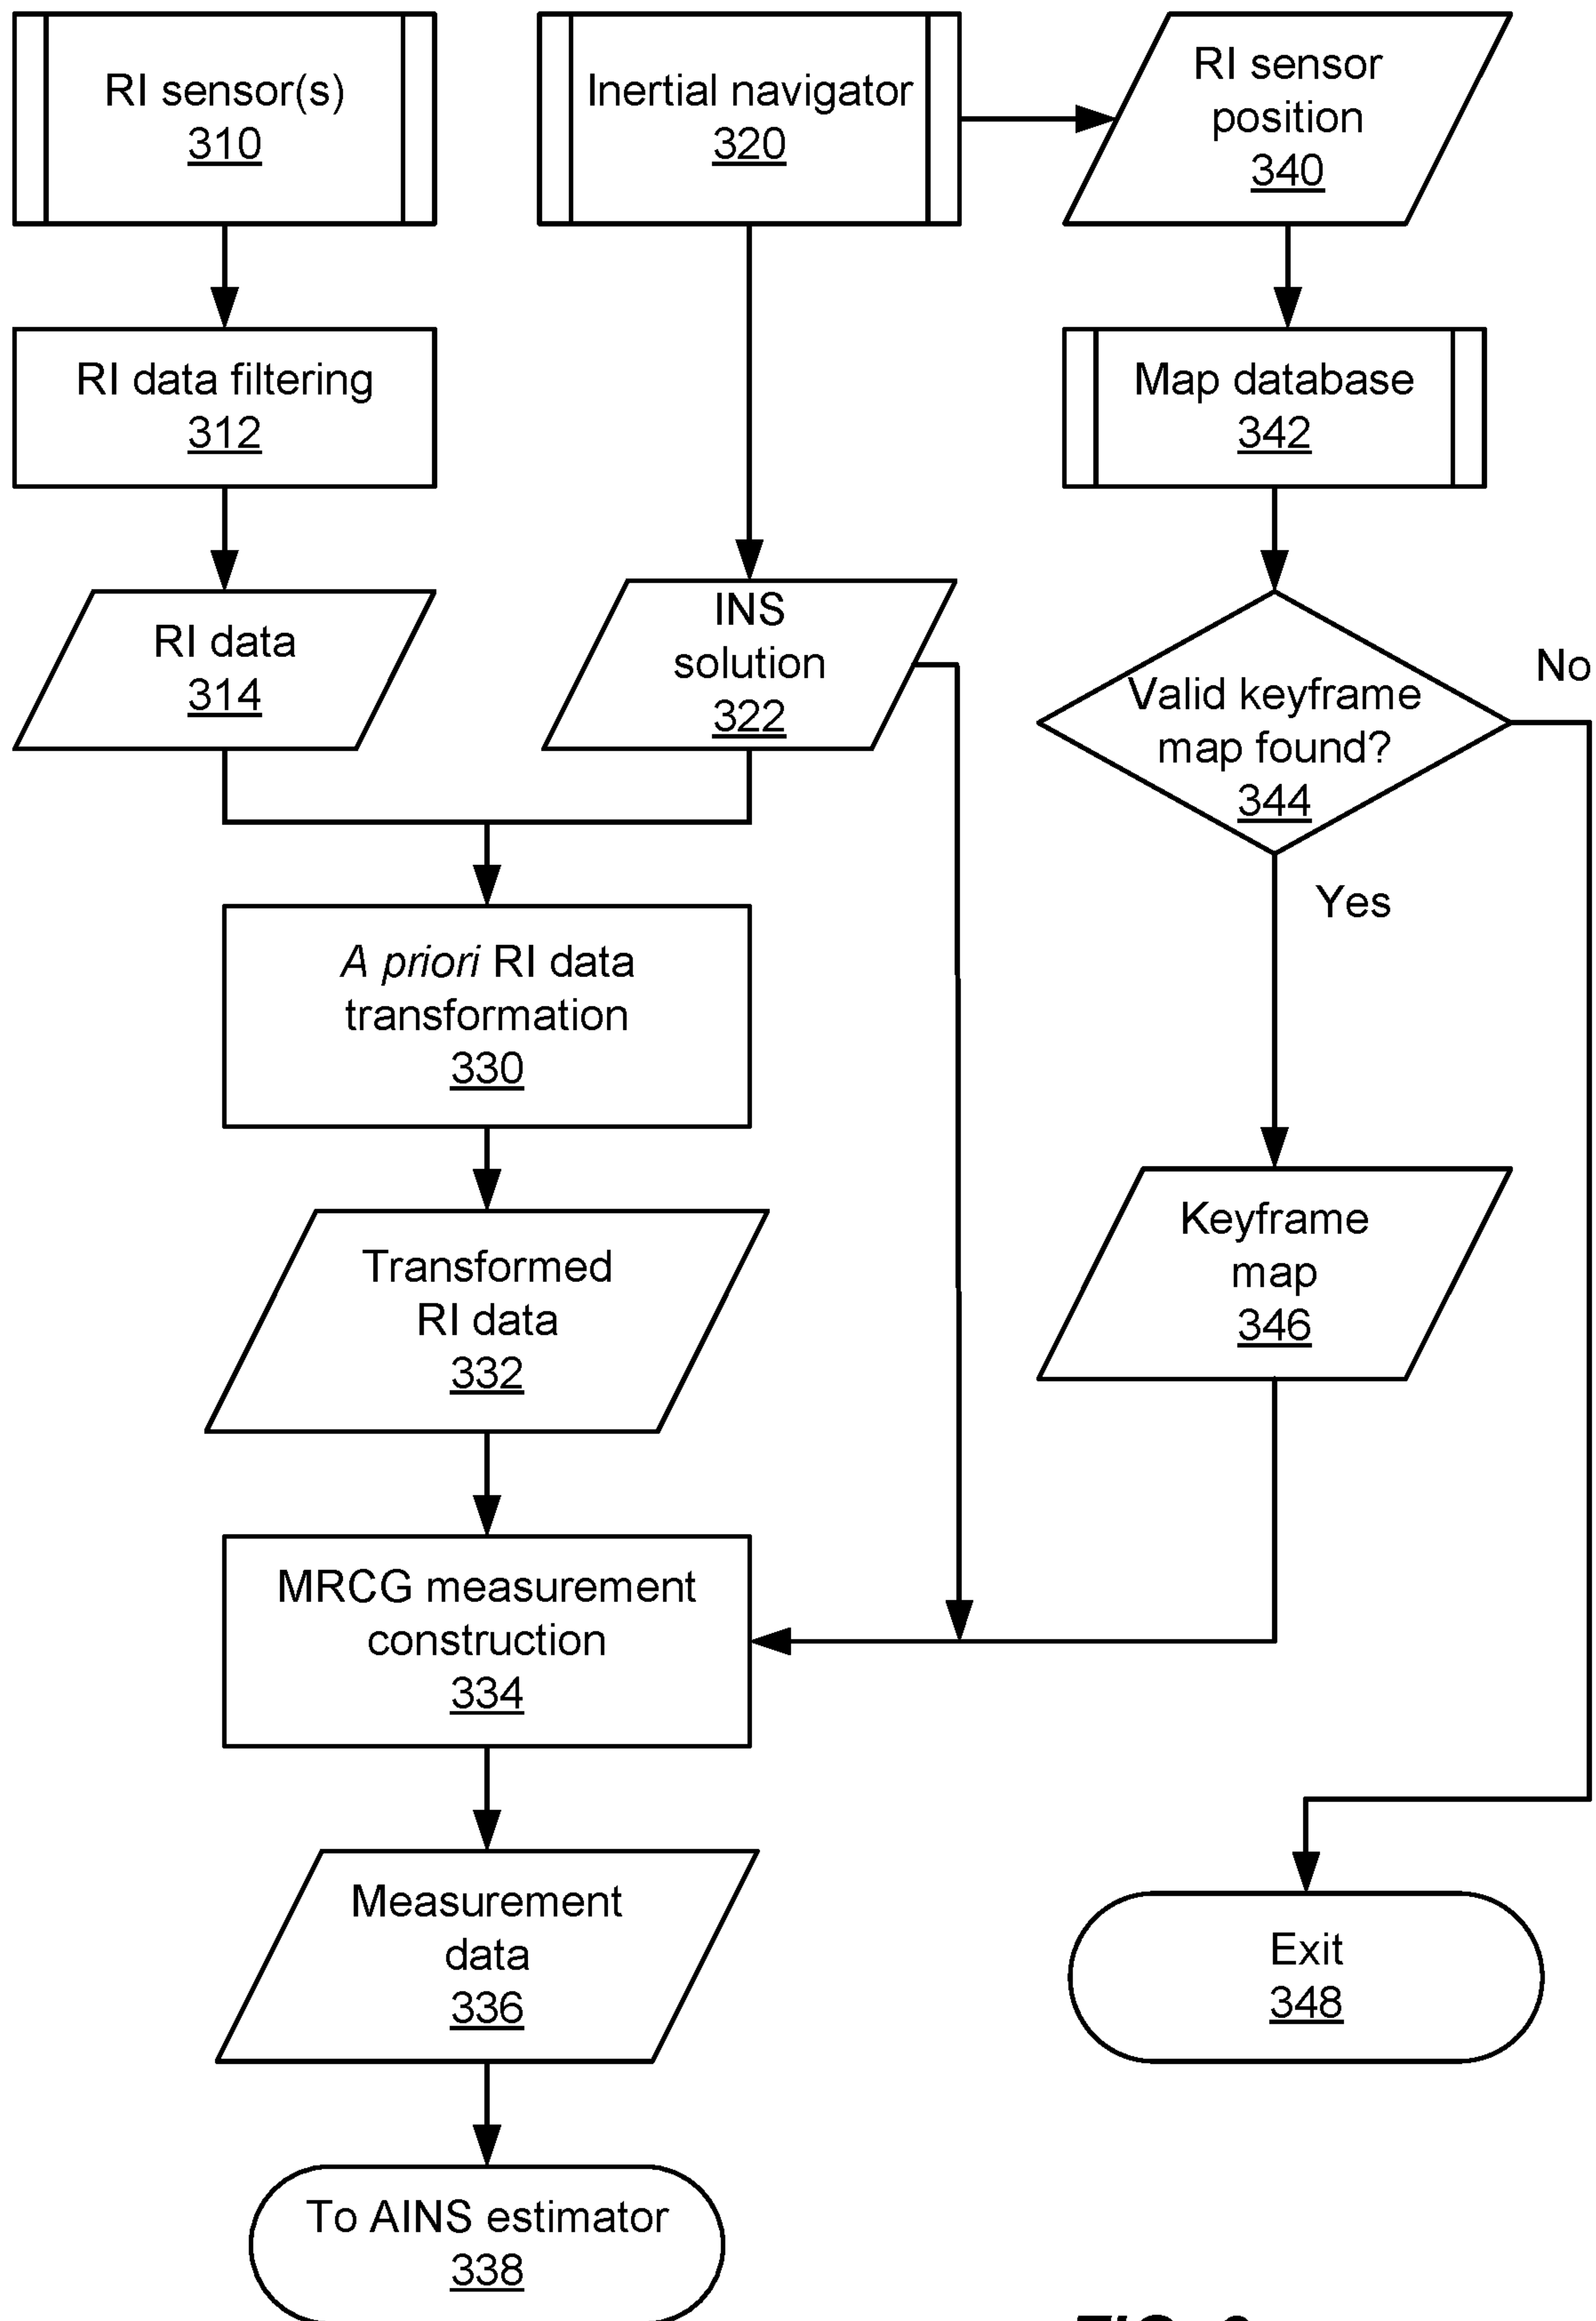 RI sensor(s)
310
Inertial navigator
320
RI sensor
position
340
RI data filtering
312
Map database
342
RI data
314
INS
solution
322
Valid keyframe
map found?
344
No
Yes
A priori RI data
transformation
330
Transformed
RI data
332
Keyframe
map
346
MRCG measurement
construction
334
Measurement
data
336
Exit
348
To AINS estimator
338